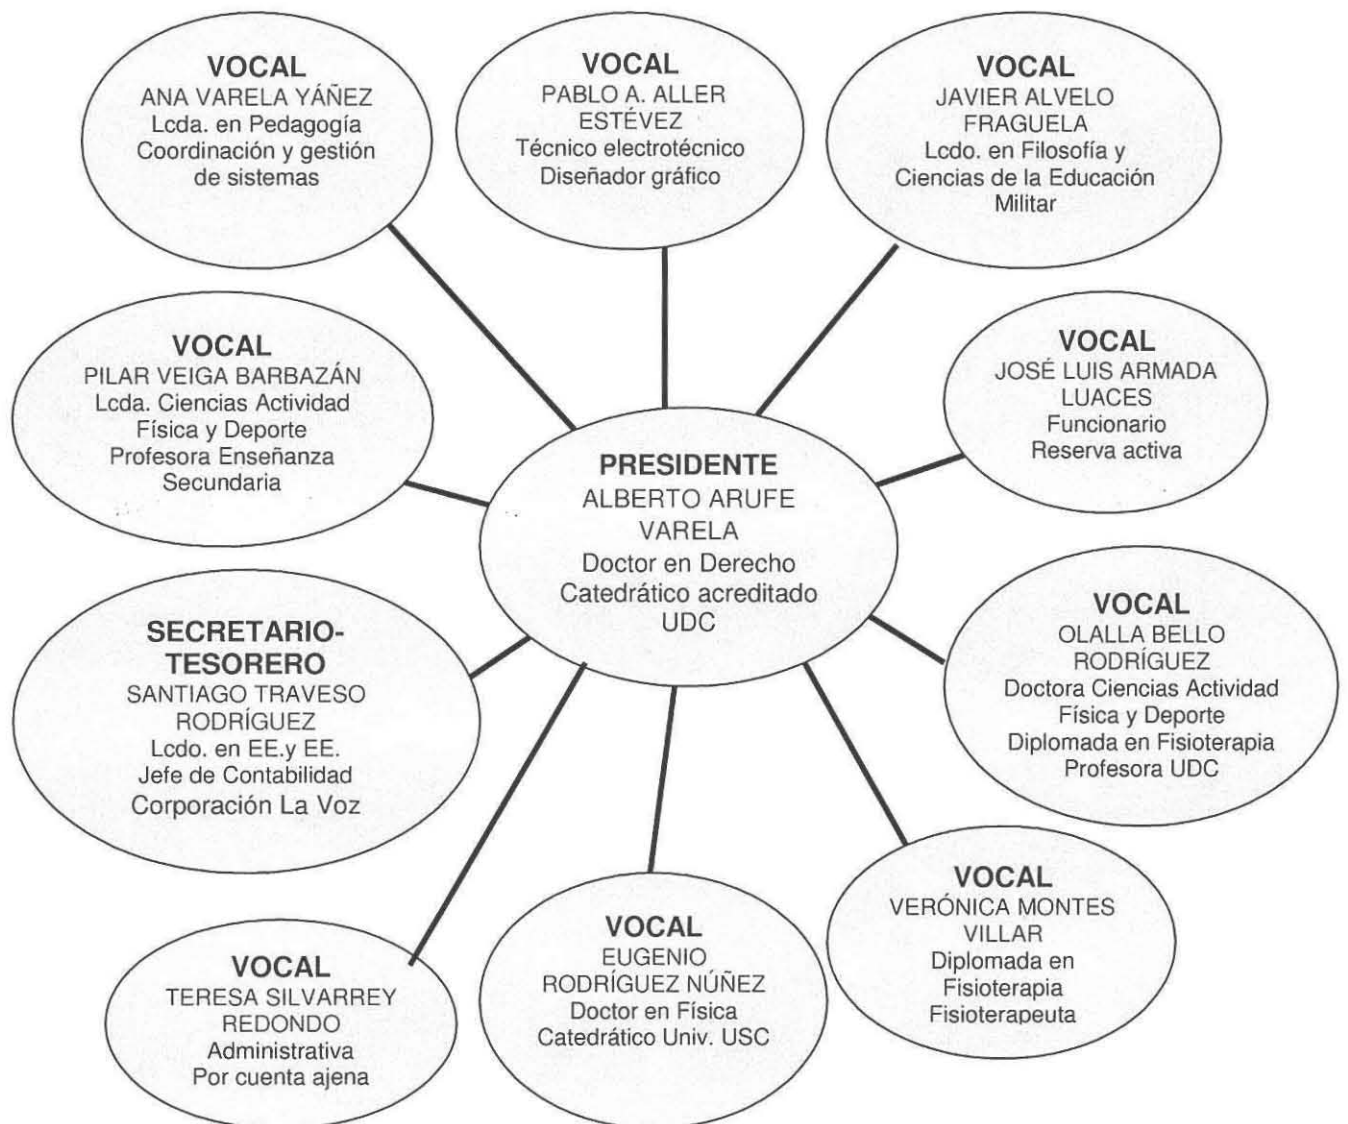 VOCAL
ANA VARELA YÁÑEZ
Lcda. en Pedagogía
Coordinación y gestión
de sistemas
VOCAL
PABLO A. ALLER
ESTÉVEZ
Técnico electrotécnico
Diseñador gráfico
VOCAL
JAVIER ALVELO
FRAGUELA
Lcdo. en Filosofía y
Ciencias de la Educación
Militar
VOCAL
PILAR VEIGA BARBAZÁN
Lcda. Ciencias Actividad
Física y Deporte
Profesora Enseñanza
Secundaria
VOCAL
JOSÉ LUIS ARMADA
LUACES
Funcionario
Reserva activa
PRESIDENTE
ALBERTO ARUFE
VARELA
Doctor en Derecho
Catedrático acreditado
UDC
SECRETARIO-
TESORERO
SANTIAGO TRAVESO
RODRÍGUEZ
Lcdo. en EE.y EE.
Jefe de Contabilidad
Corporación La Voz
VOCAL
OLALLA BELLO
RODRÍGUEZ
Doctora Ciencias Actividad
Física y Deporte
Diplomada en Fisioterapia
Profesora UDC
VOCAL
TERESA SILVARREY
REDONDO
Administrativa
Por cuenta ajena
VOCAL
EUGENIO
RODRÍGUEZ NÚÑEZ
Doctor en Física
Catedrático Univ. USC
VOCAL
VERÓNICA MONTES
VILLAR
Diplomada en
Fisioterapia
Fisioterapeuta